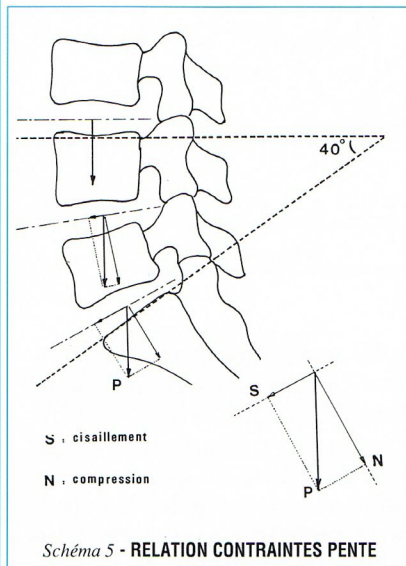 40°
P
S : cisaillement
N : compression
S
N
P
Schéma 5 - RELATION CONTRAINTES PENTE